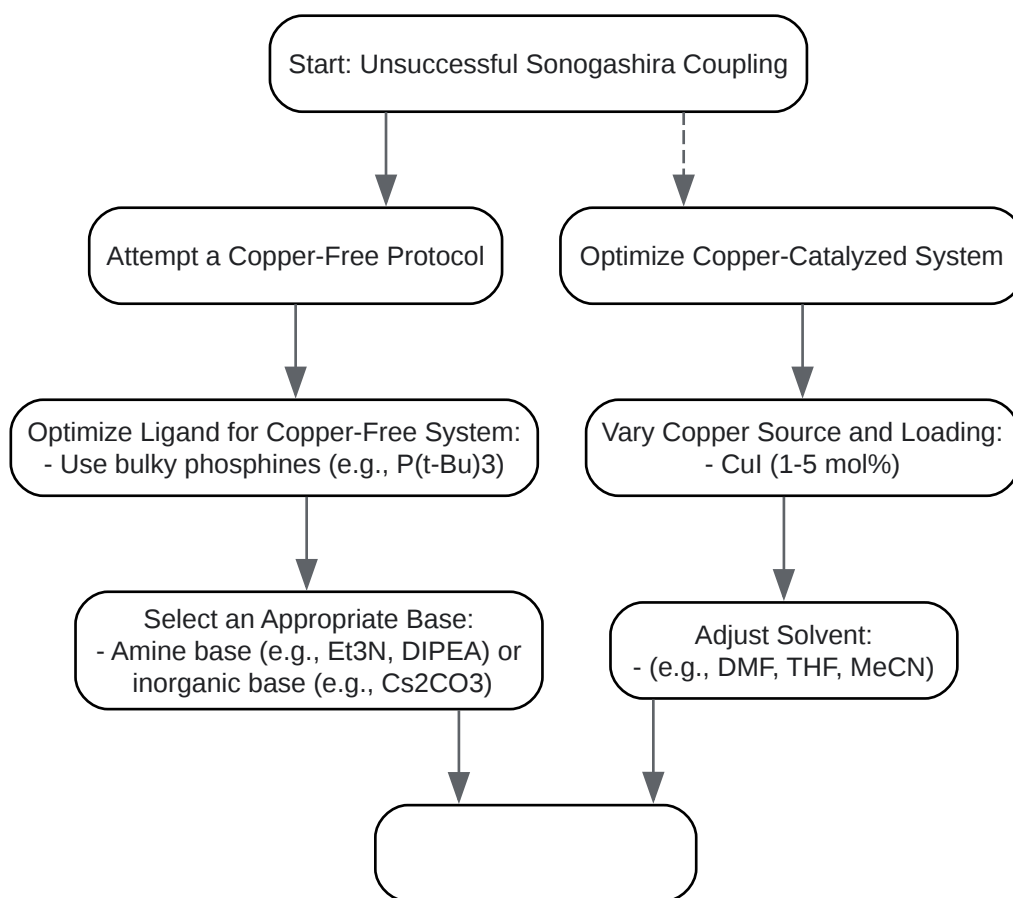 Start: Unsuccessful Sonogashira Coupling
Attempt a Copper-Free Protocol
Optimize Copper-Catalyzed System
Optimize Ligand for Copper-Free System:
- Use bulky phosphines (e.g., P(t-Bu)3)
Vary Copper Source and Loading:
- CuI (1-5 mol%)
Select an Appropriate Base:
- Amine base (e.g., Et3N, DIPEA) or
inorganic base (e.g., Cs2CO3)
Adjust Solvent:
- (e.g., DMF, THF, MeCN)